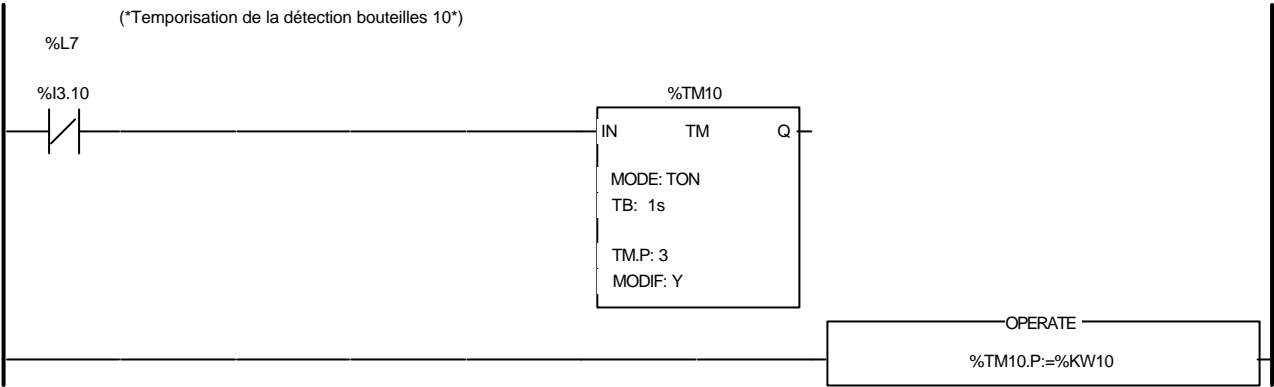 (*Temporisation de la détection bouteilles 10*)
%L7
%I3.10
%TM10
IN TM Q
MODE: TON
TB: 1s
TM.P: 3
MODIF: Y
OPERATE
%TM10.P:=%KW10